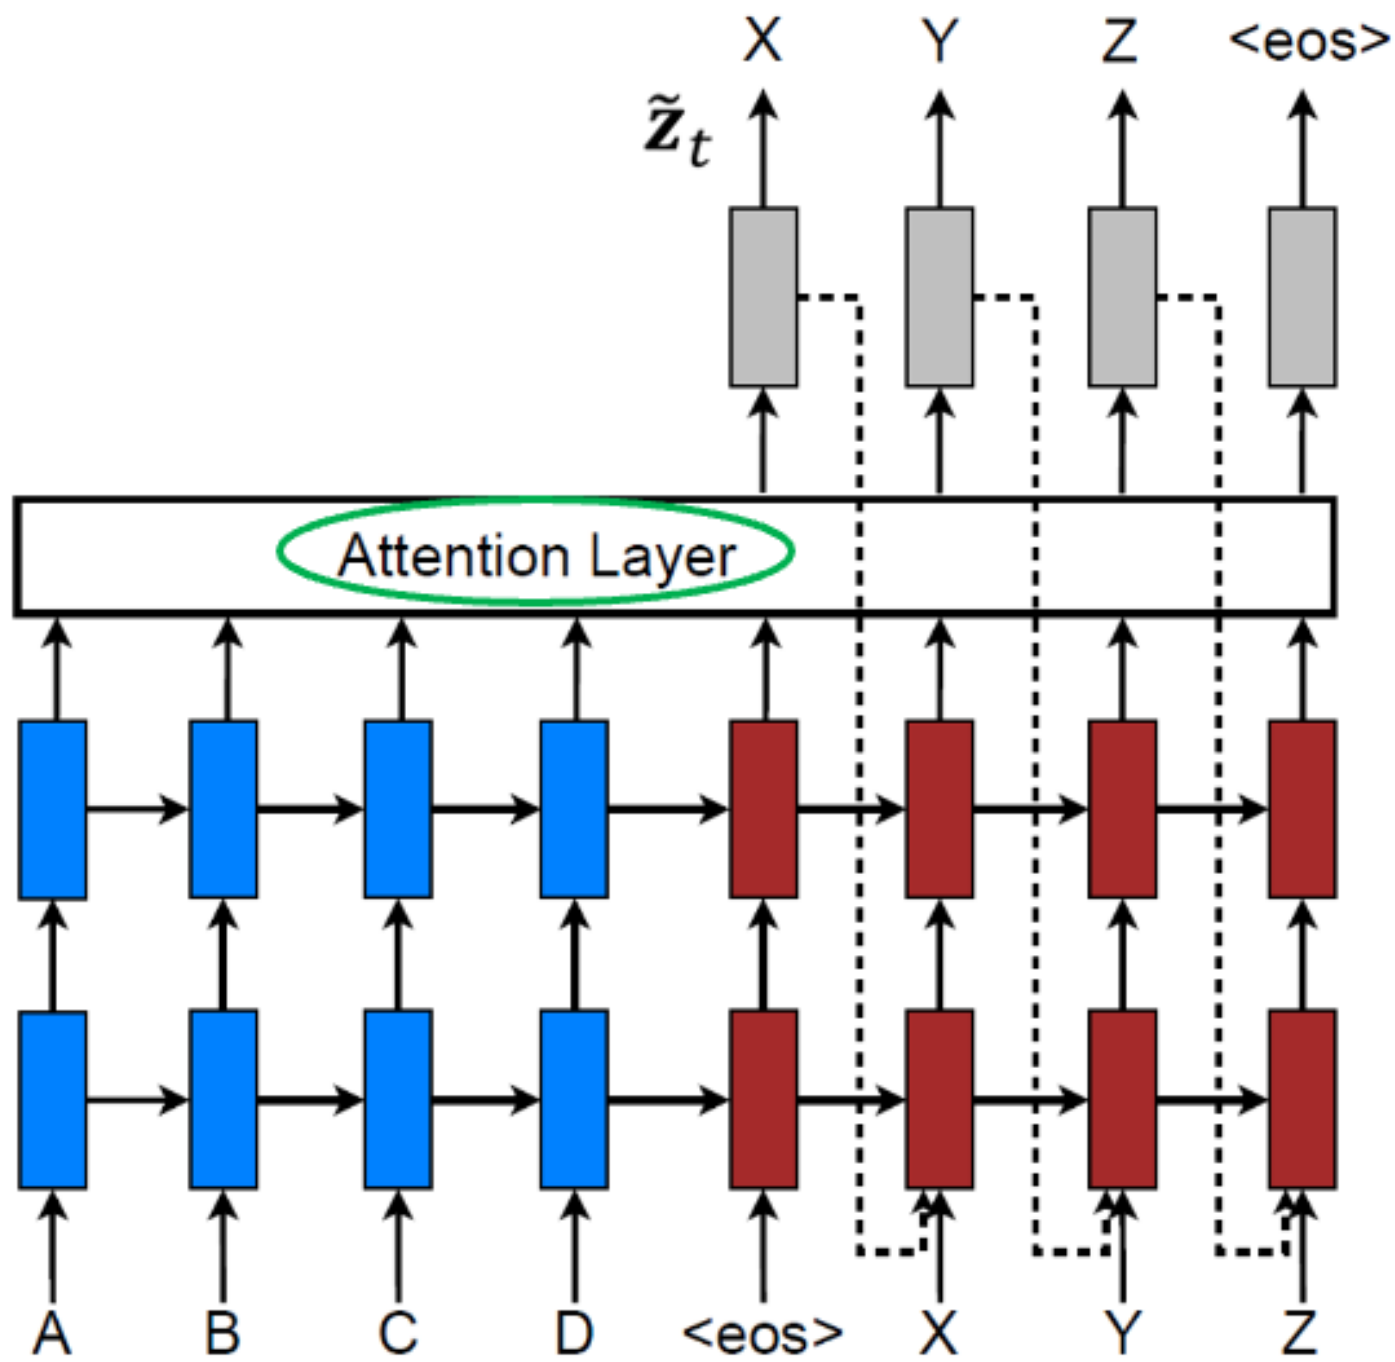 X Y Z <eos>
z̃t
Attention Layer
A B C D <eos> X Y Z